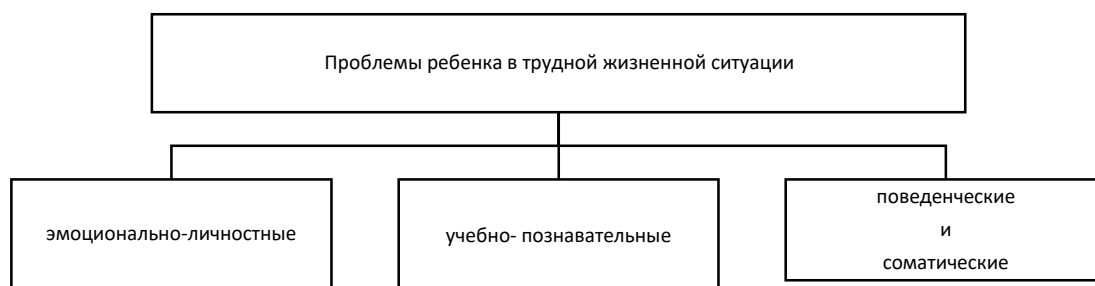 Проблемы ребенка в трудной жизненной ситуации
эмоционально-личностные
учебно- познавательные
поведенческие
и
соматические